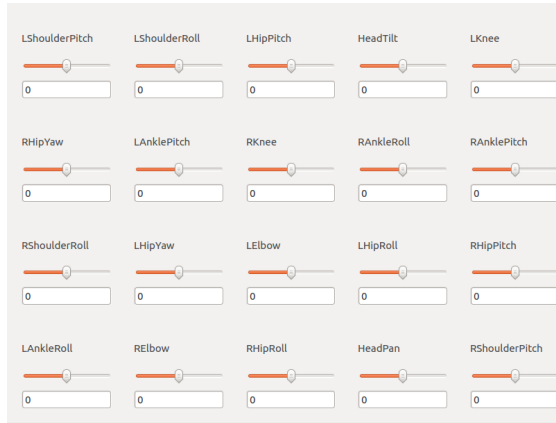 LShoulderPitch LShoulderRoll LHipPitch HeadTilt LKnee
0 0 0 0 0
RHipYaw LAnklePitch RKnee RAnkleRoll RAnklePitch
0 0 0 0 0
RShoulderRoll LHipYaw LElbow LHipRoll RHipPitch
0 0 0 0 0
LAnkleRoll RElbow RHipRoll HeadPan RShoulderPitch
0 0 0 0 0